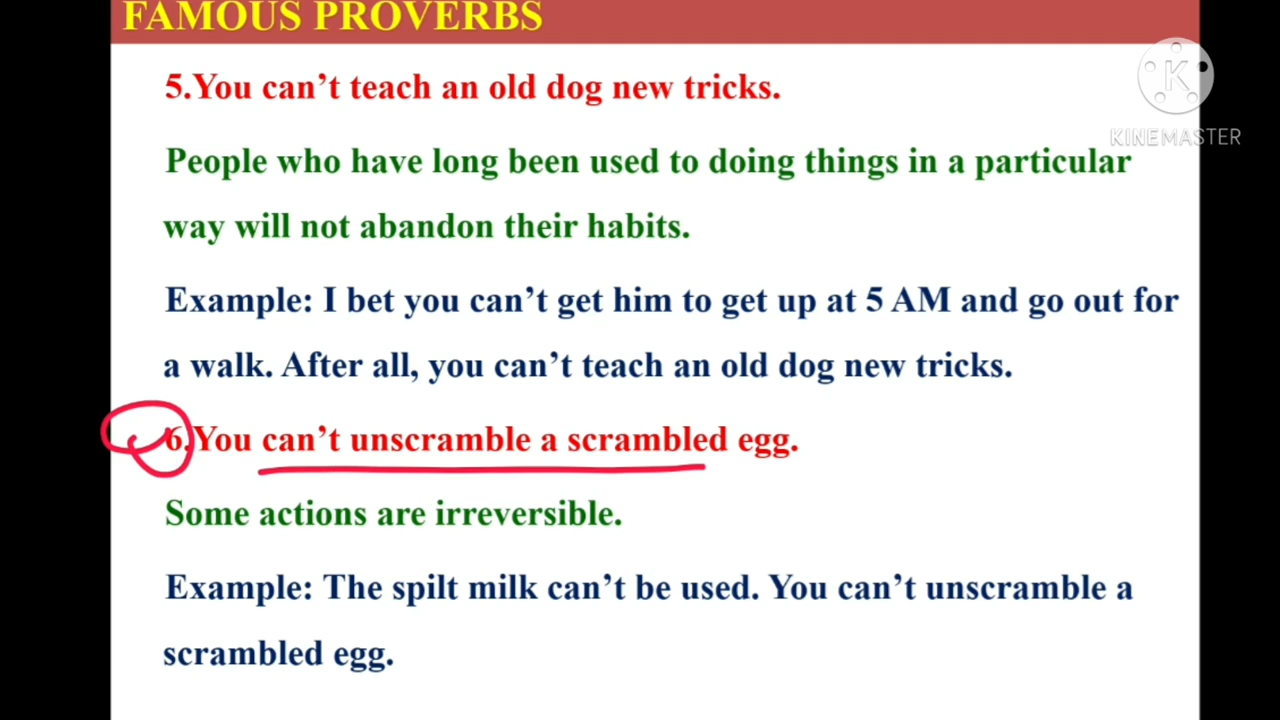 FAMOUS PROVERBS
5.You can’t teach an old dog new tricks.
K
KINEMASTER
People who have long been used to doing things in a particular
way will not abandon their habits.
Example: I bet you can’t get him to get up at 5 AM and go out for
a walk. After all, you can’t teach an old dog new tricks.
6.You can’t unscramble a scrambled egg.
Some actions are irreversible.
Example: The spilt milk can’t be used. You can’t unscramble a
scrambled egg.